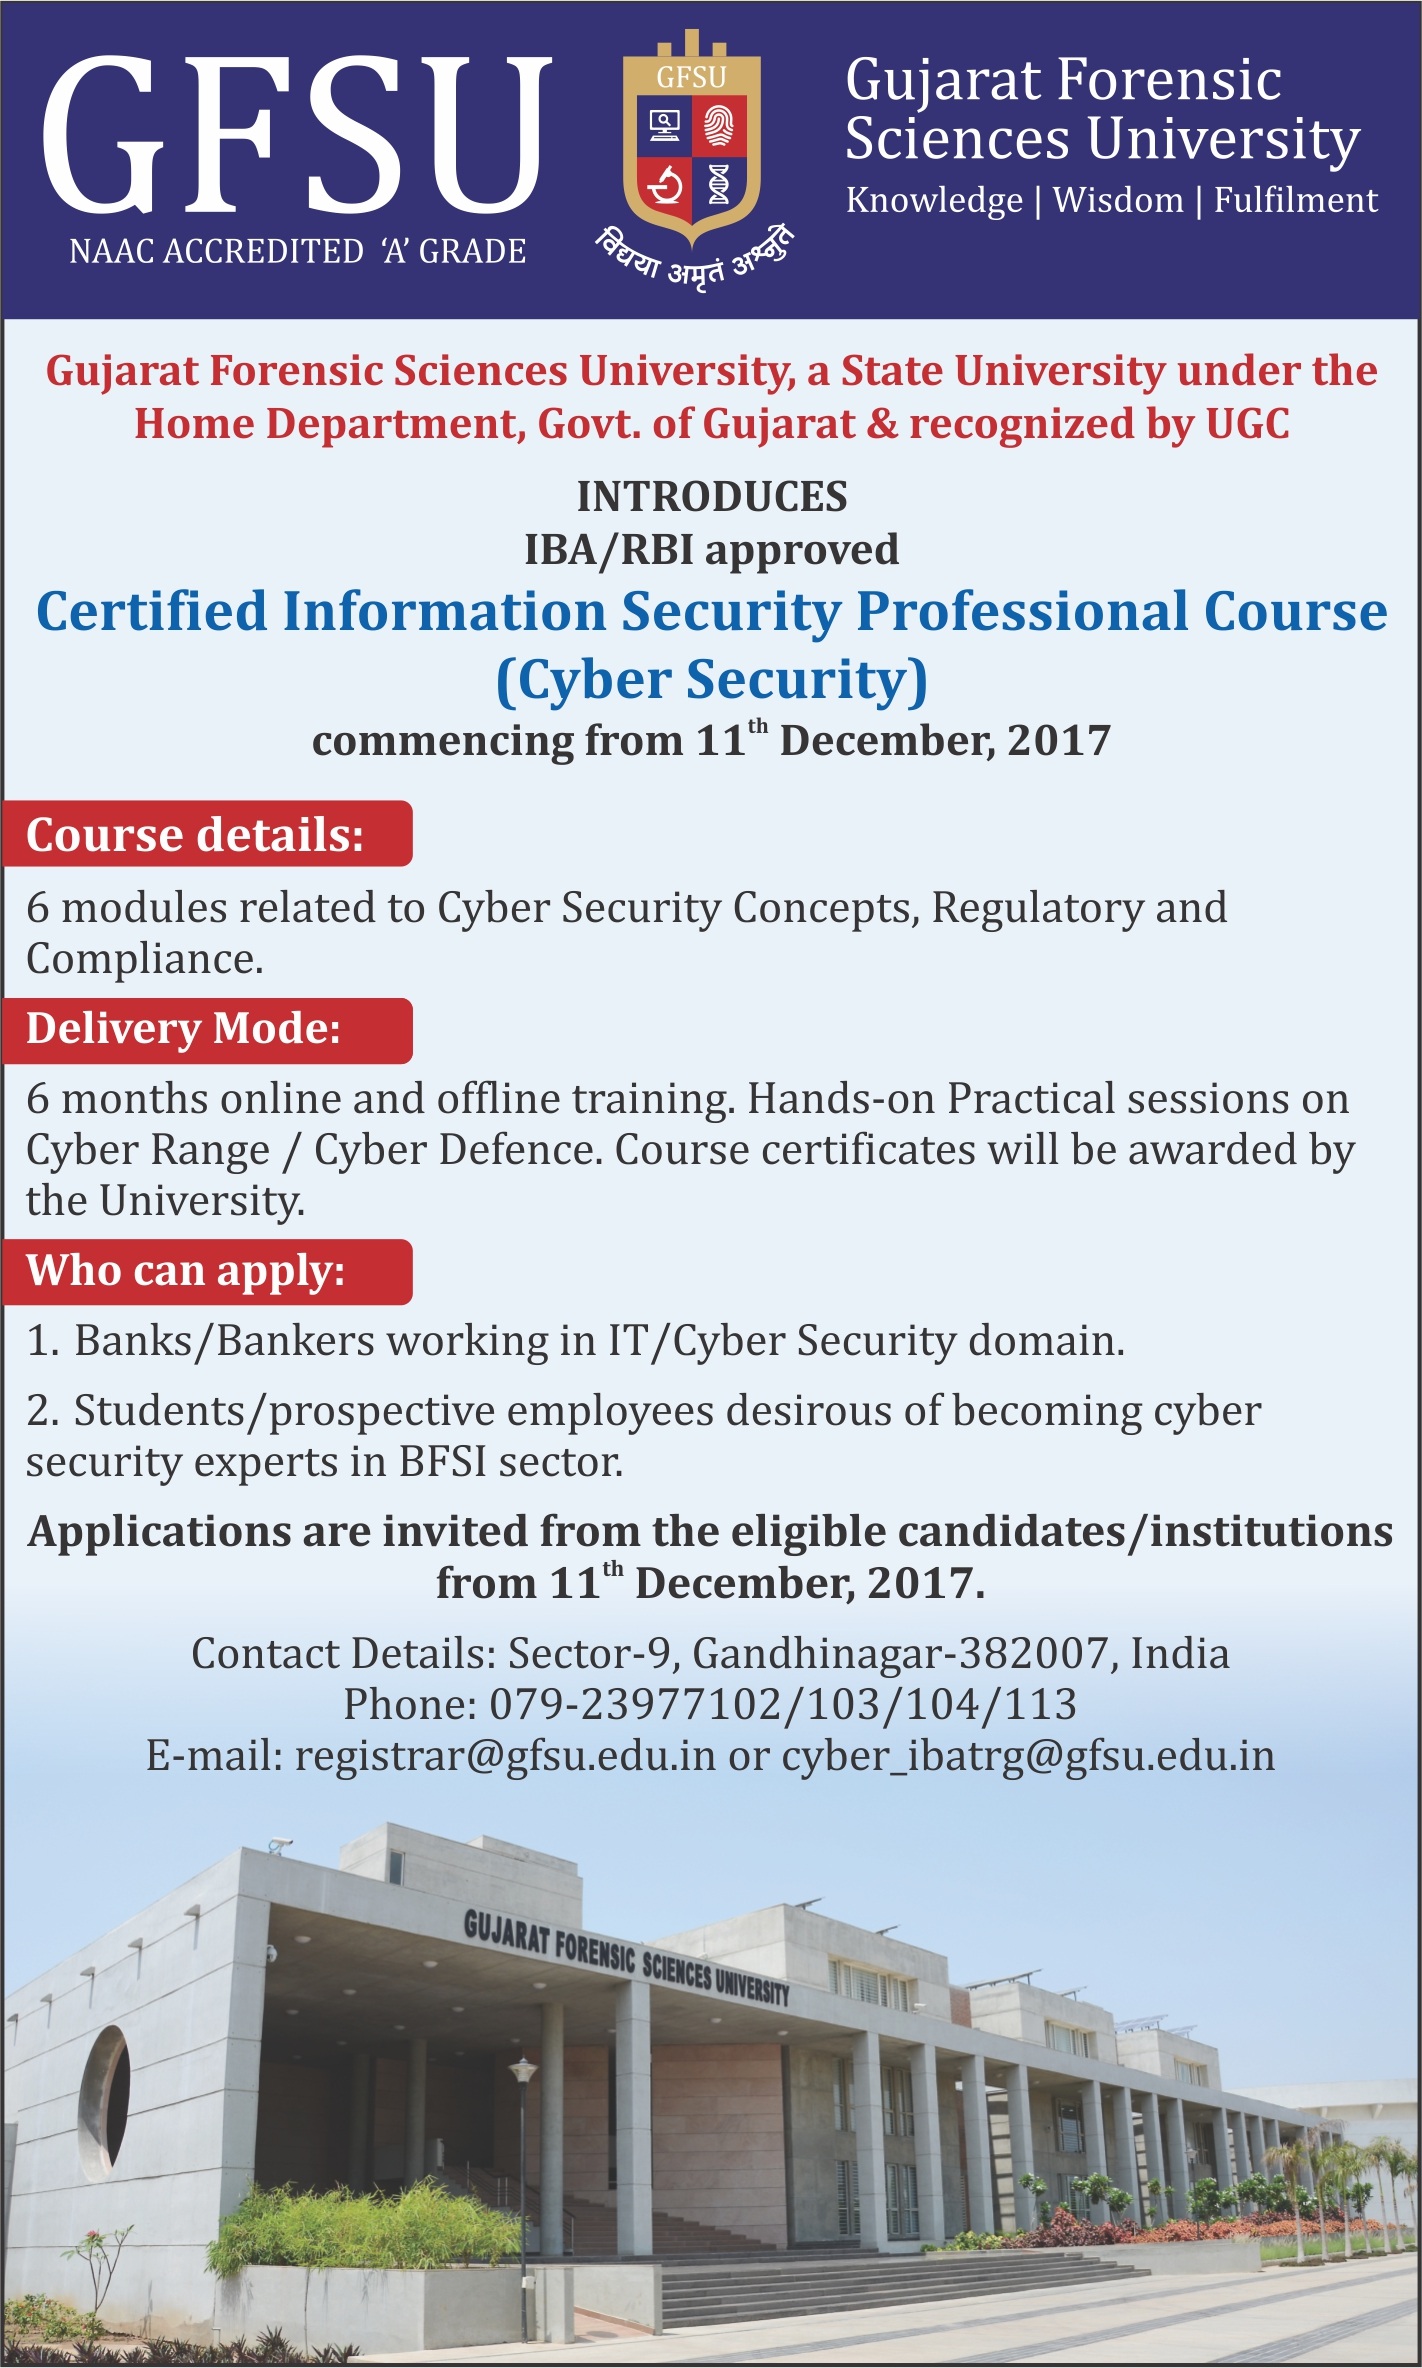 GFSU
NAAC ACCREDITED ‘A’ GRADE
GFSU
विद्यया अमृतं अश्नुते
Gujarat Forensic
Sciences University
Knowledge | Wisdom | Fulfilment
Gujarat Forensic Sciences University, a State University under the
Home Department, Govt. of Gujarat & recognized by UGC
INTRODUCES
IBA/RBI approved
Certified Information Security Professional Course
(Cyber Security)
commencing from 11th December, 2017
Course details:
6 modules related to Cyber Security Concepts, Regulatory and
Compliance.
Delivery Mode:
6 months online and offline training. Hands-on Practical sessions on
Cyber Range / Cyber Defence. Course certificates will be awarded by
the University.
Who can apply:
1. Banks/Bankers working in IT/Cyber Security domain.
2. Students/prospective employees desirous of becoming cyber
security experts in BFSI sector.
Applications are invited from the eligible candidates/institutions
from 11th December, 2017.
Contact Details: Sector-9, Gandhinagar-382007, India
Phone: 079-23977102/103/104/113
E-mail: registrar@gfsu.edu.in or cyber_ibatrg@gfsu.edu.in
GUJARAT FORENSIC SCIENCES UNIVERSITY